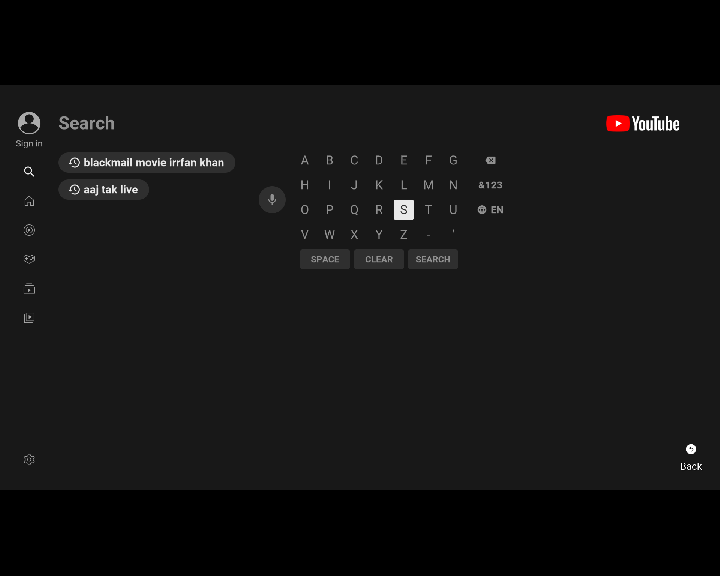 Search
YouTube
Sign in
blackmail movie irrfan khan
aaj tak live
A B C D E F G
H I J K L M N &123
O P Q R S T U EN
V W X Y Z - '
SPACE CLEAR SEARCH
Back